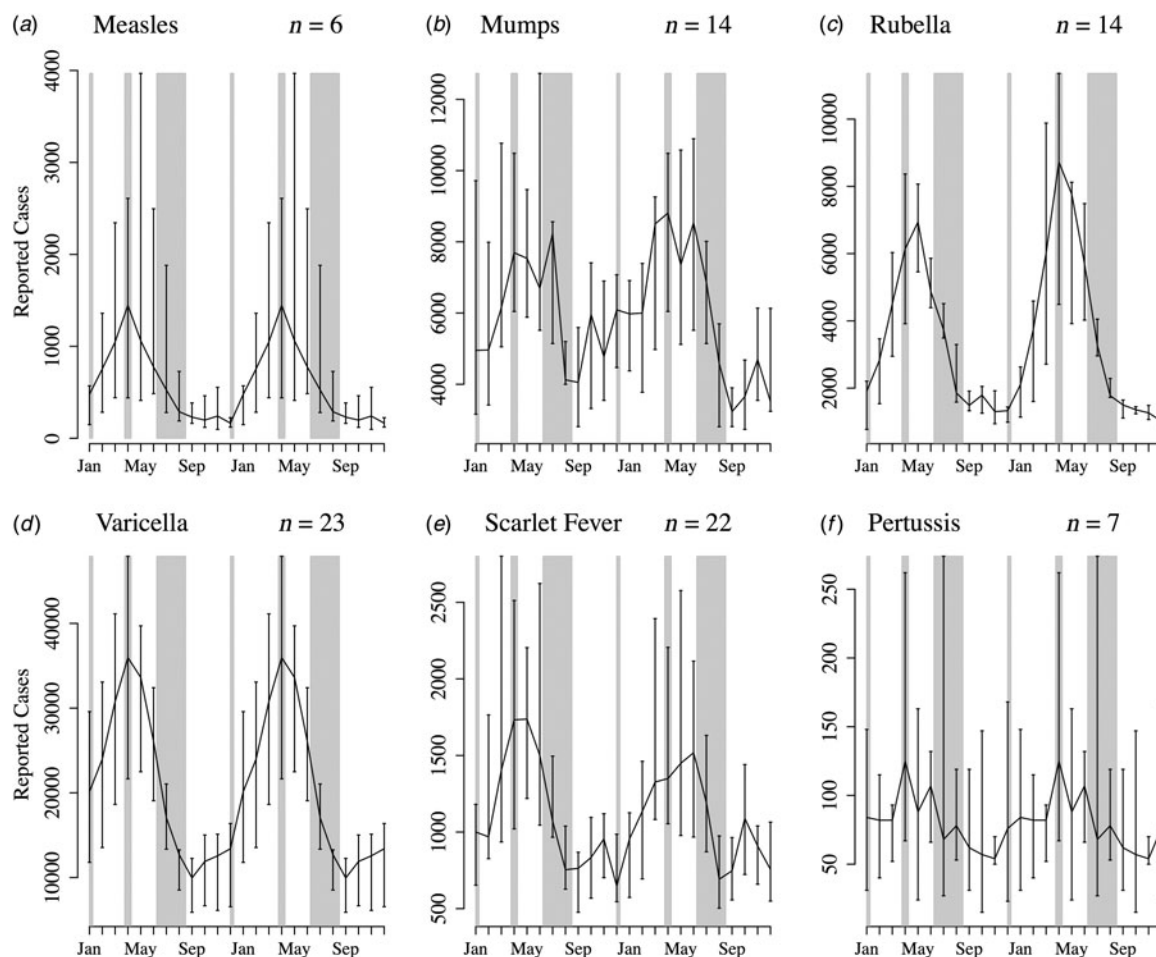 (a) Measles n = 6
(b) Mumps n = 14
(c) Rubella n = 14
Reported Cases
4000
3000
2000
1000
0
12000
10000
8000
6000
4000
10000
8000
6000
4000
2000
Jan May Sep Jan May Sep
Jan May Sep Jan May Sep
Jan May Sep Jan May Sep
(d) Varicella n = 23
(e) Scarlet Fever n = 22
(f) Pertussis n = 7
Reported Cases
40000
30000
20000
10000
2500
2000
1500
1000
500
250
200
150
100
50
Jan May Sep Jan May Sep
Jan May Sep Jan May Sep
Jan May Sep Jan May Sep